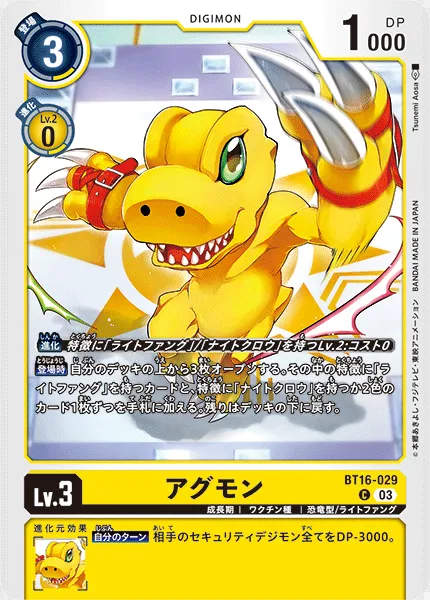 DIGIMON
登場
3
DP
1000
進化
Lv.2
0
Tsunemi Aosa
BANDAI MADE IN JAPAN
©本郷あきよし・フジテレビ・東映アニメーション
進化 特徴に「ライトファング」/「ナイトクロウ」を持つLv.2:コスト0
登場時 自分のデッキの上から3枚オープンする。その中の特徴に「ラ
イトファング」を持つカードと、特徴に「ナイトクロウ」を持つか2色の
カード1枚ずつを手札に加える。残りはデッキの下に戻す。
BT16-029
Lv.3
アグモン
C 03
成長期 | ワクチン種 | 恐竜型/ライトファング
進化元効果
自分のターン 相手のセキュリティデジモン全てをDP-3000。